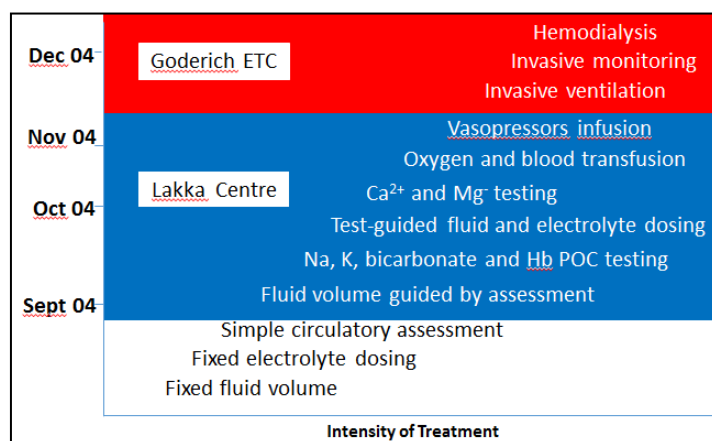 Dec 04
Goderich ETC
Hemodialysis
Invasive monitoring
Invasive ventilation
Nov 04
Vasopressors infusion
Oxygen and blood transfusion
Lakka Centre
Ca²⁺ and Mg⁻ testing
Oct 04
Test-guided fluid and electrolyte dosing
Na, K, bicarbonate and Hb POC testing
Fluid volume guided by assessment
Sept 04
Simple circulatory assessment
Fixed electrolyte dosing
Fixed fluid volume
Intensity of Treatment